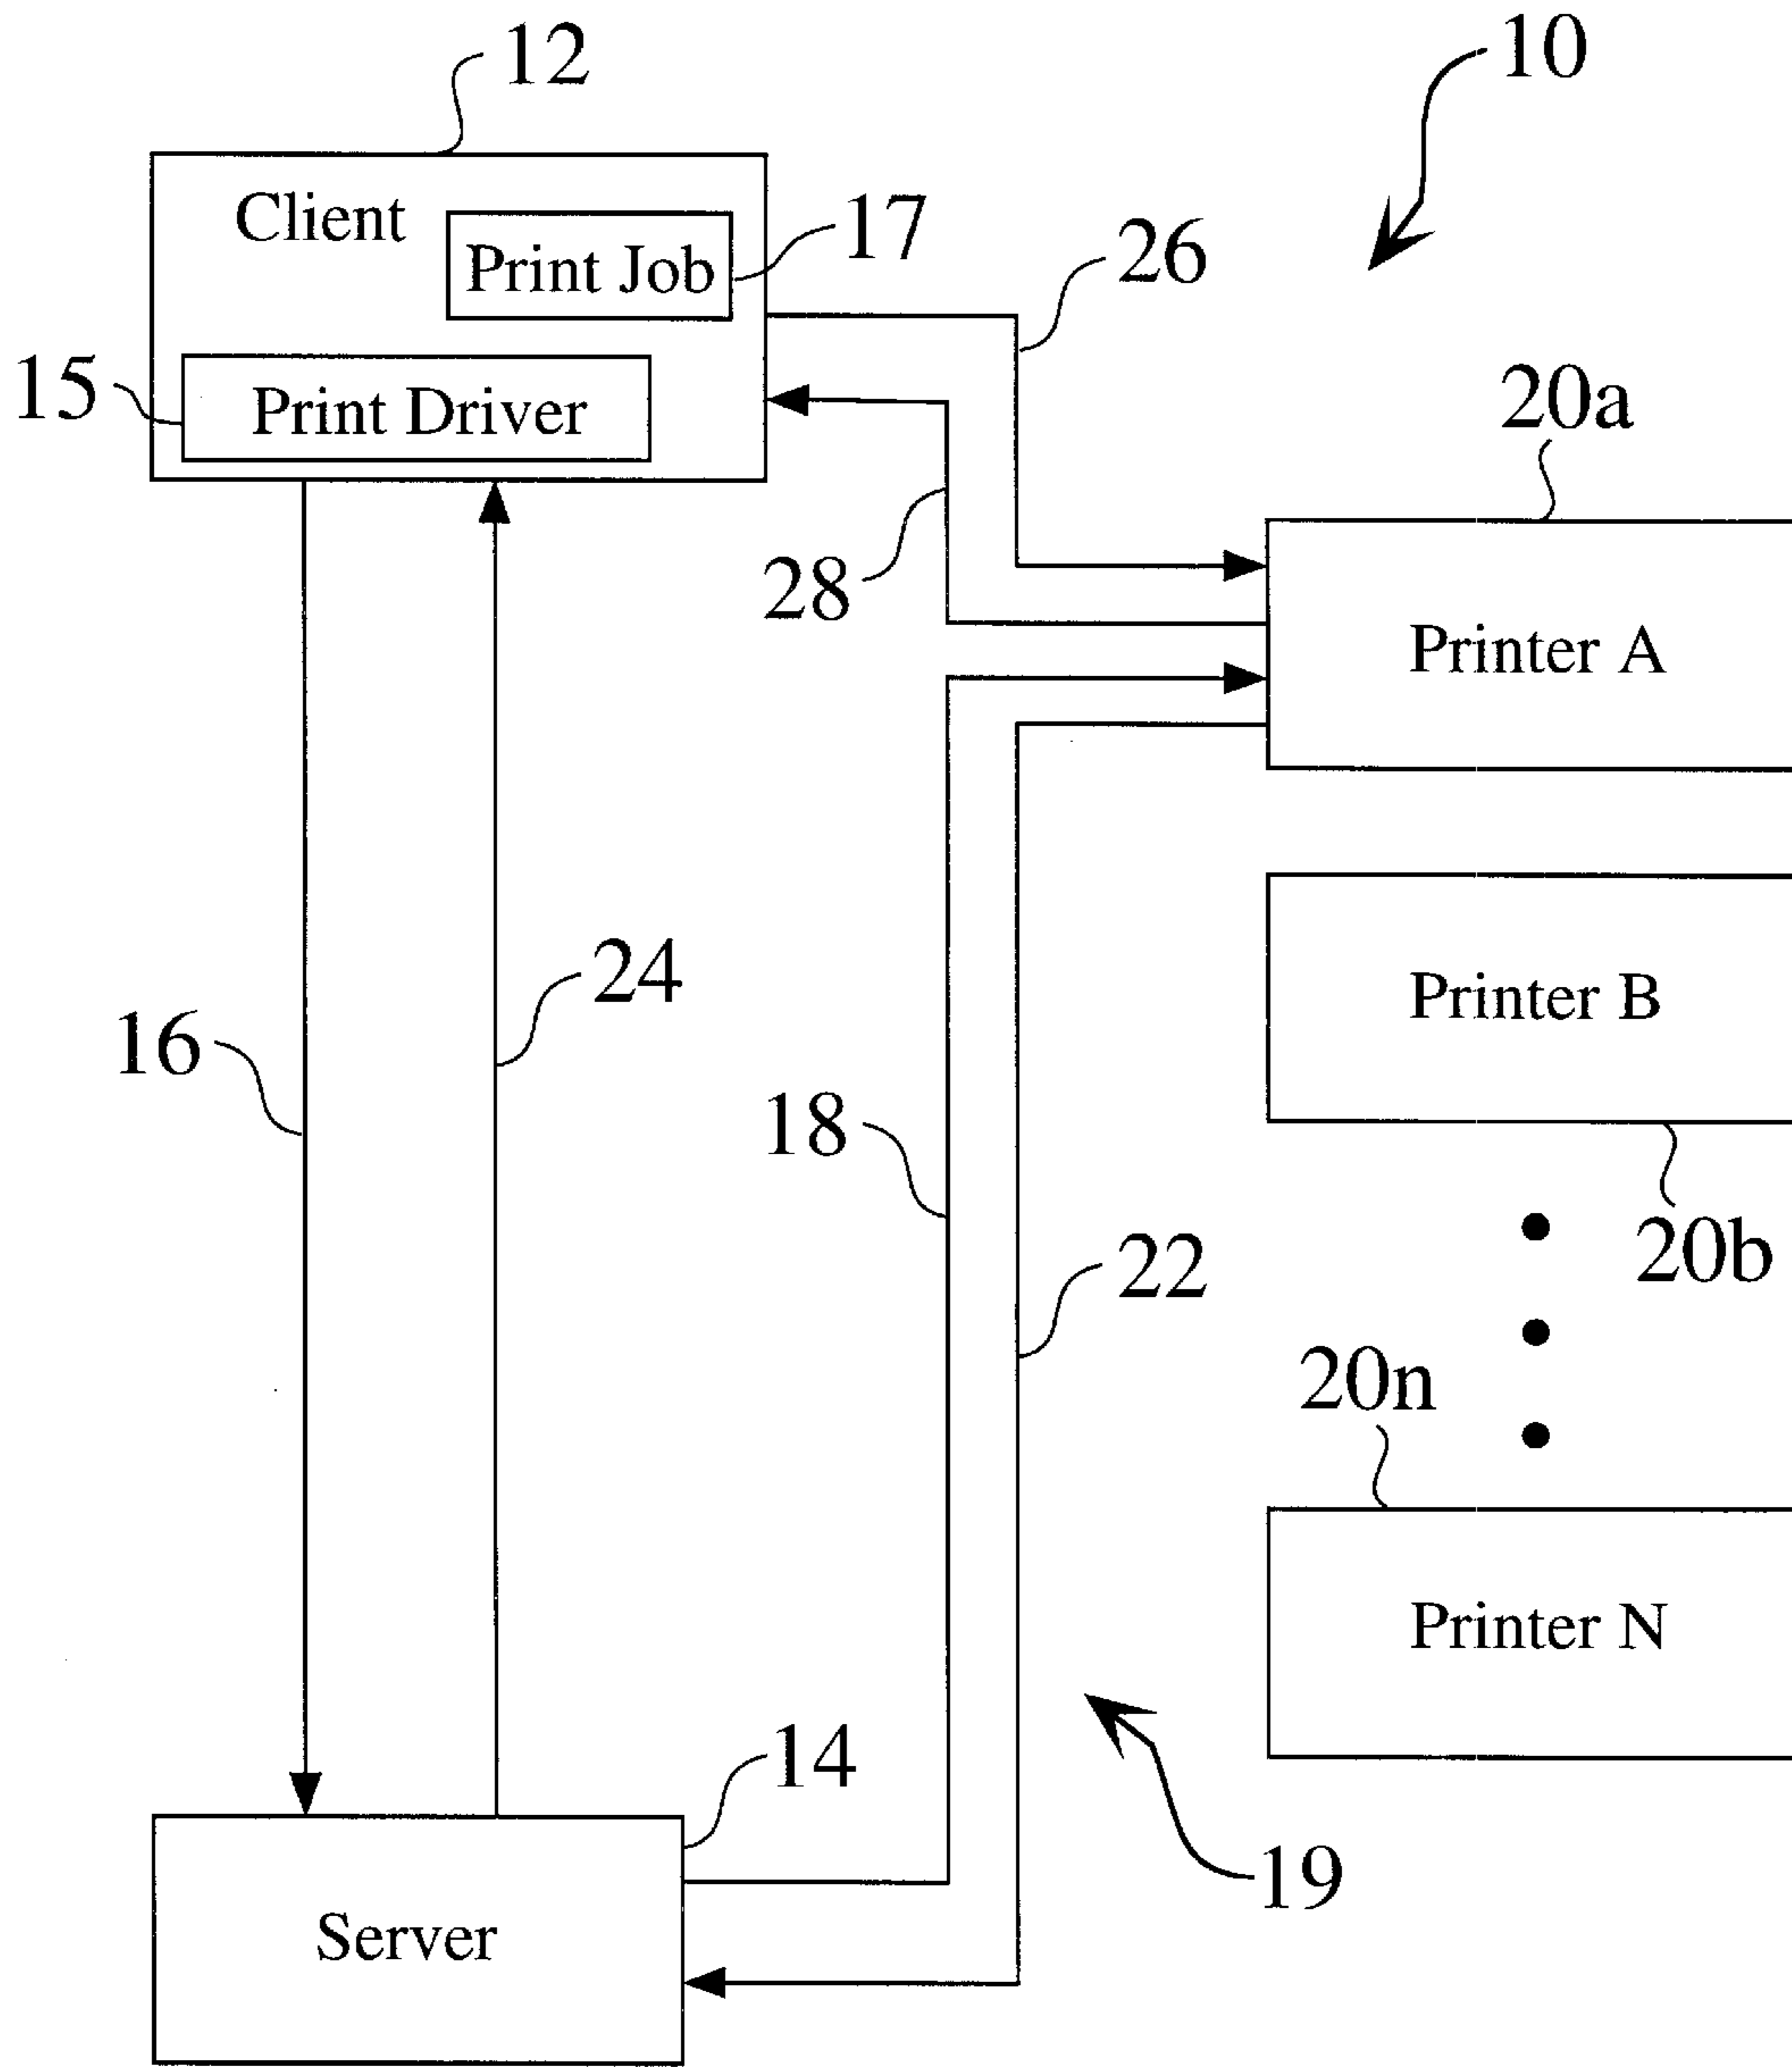 12
10
Client
17
Print Job
26
15
Print Driver
20a
28
Printer A
24
Printer B
16
18
20b
22
20n
Printer N
14
19
Server